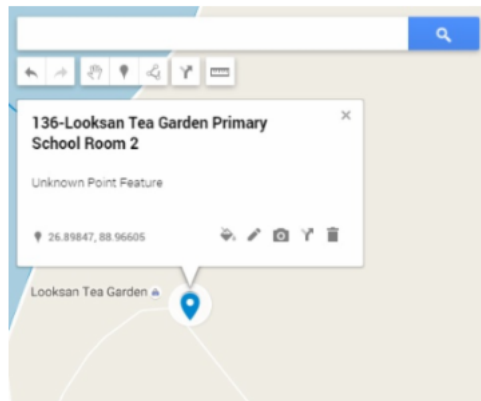 136-Looksan Tea Garden Primary
School Room 2
Unknown Point Feature
26.89847, 88.96605
Looksan Tea Garden